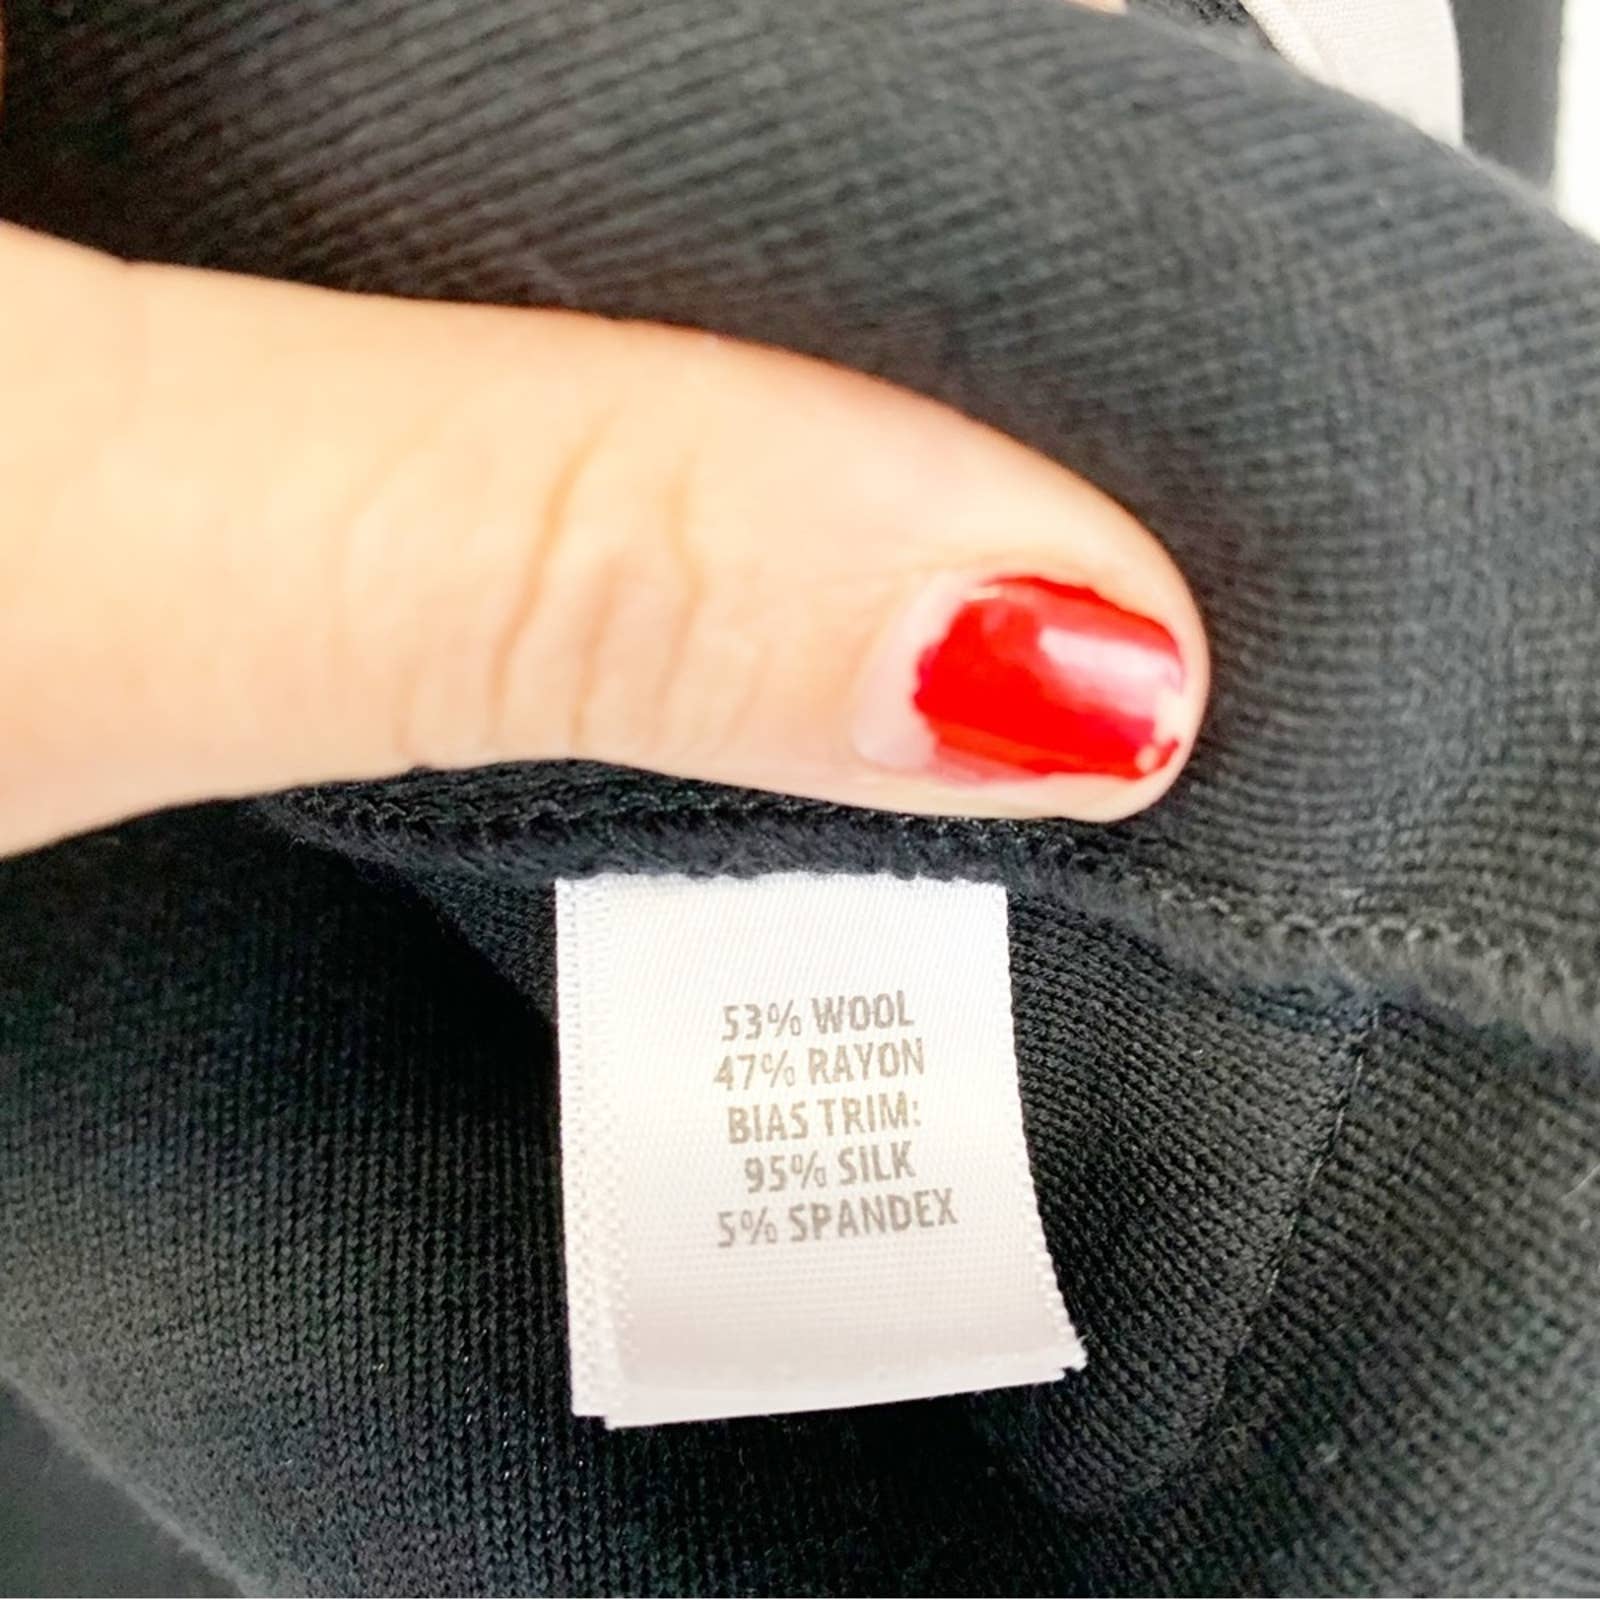 53% WOOL
47% RAYON
BIAS TRIM:
95% SILK
5% SPANDEX